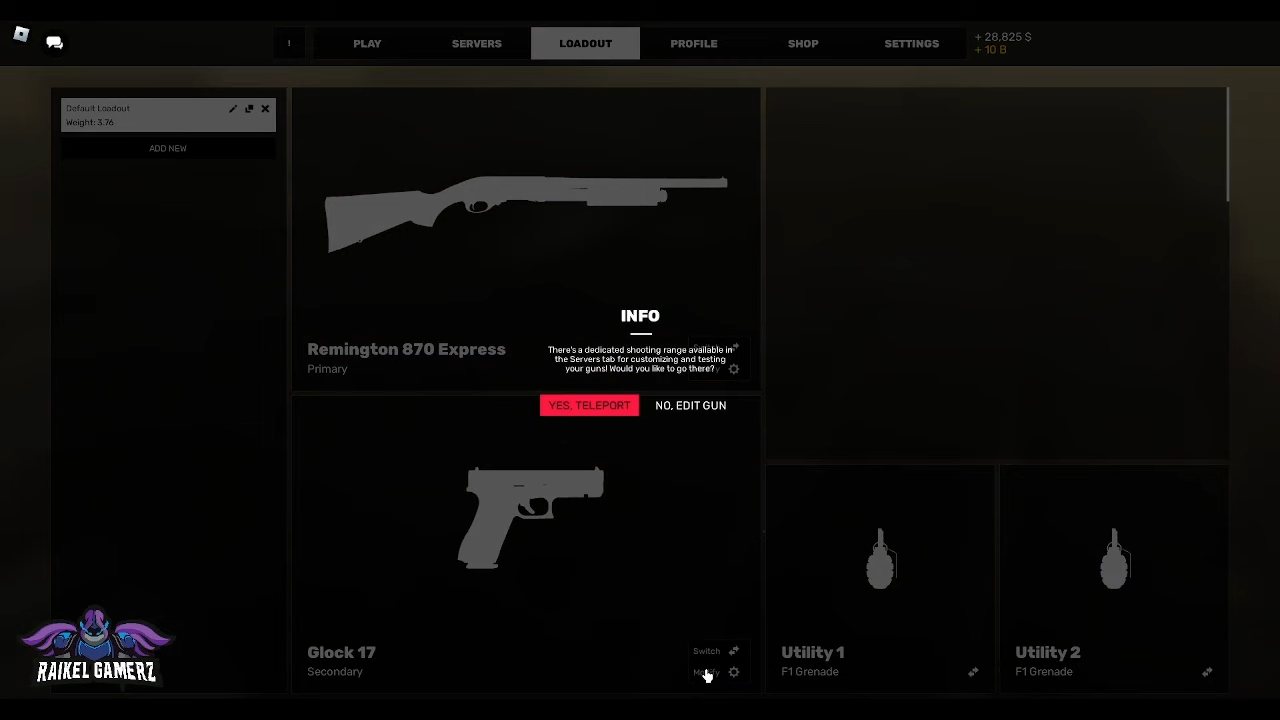 !
PLAY
SERVERS
LOADOUT
PROFILE
SHOP
SETTINGS
+ 28,825 $
+ 10 B
Default Loadout
Weight: 3.76
ADD NEW
INFO
There's a dedicated shooting range available in
the Servers tab for customizing and testing
your guns! Would you like to go there?
YES, TELEPORT
NO, EDIT GUN
Remington 870 Express
Primary
Glock 17
Secondary
Switch
Utility 1
F1 Grenade
Utility 2
F1 Grenade
RAIKEL GAMERZ